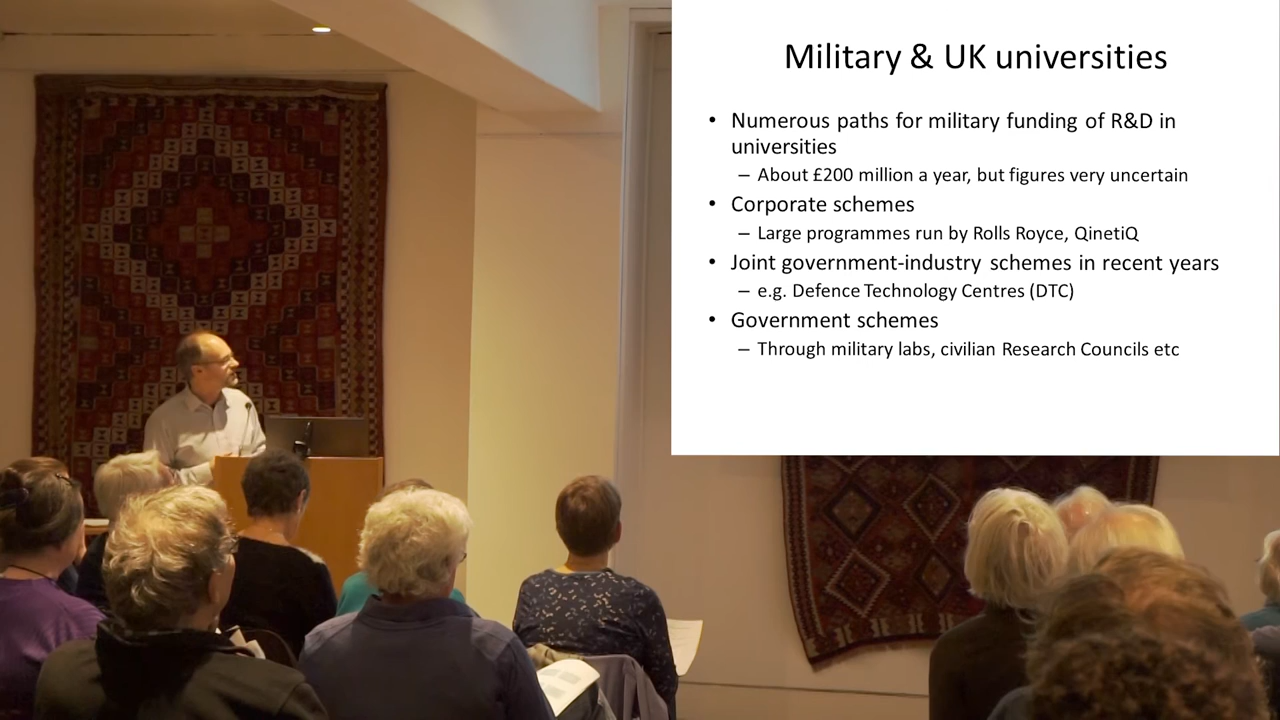 Military & UK universities
• Numerous paths for military funding of R&D in
universities
– About £200 million a year, but figures very uncertain
• Corporate schemes
– Large programmes run by Rolls Royce, QinetiQ
• Joint government-industry schemes in recent years
– e.g. Defence Technology Centres (DTC)
• Government schemes
– Through military labs, civilian Research Councils etc